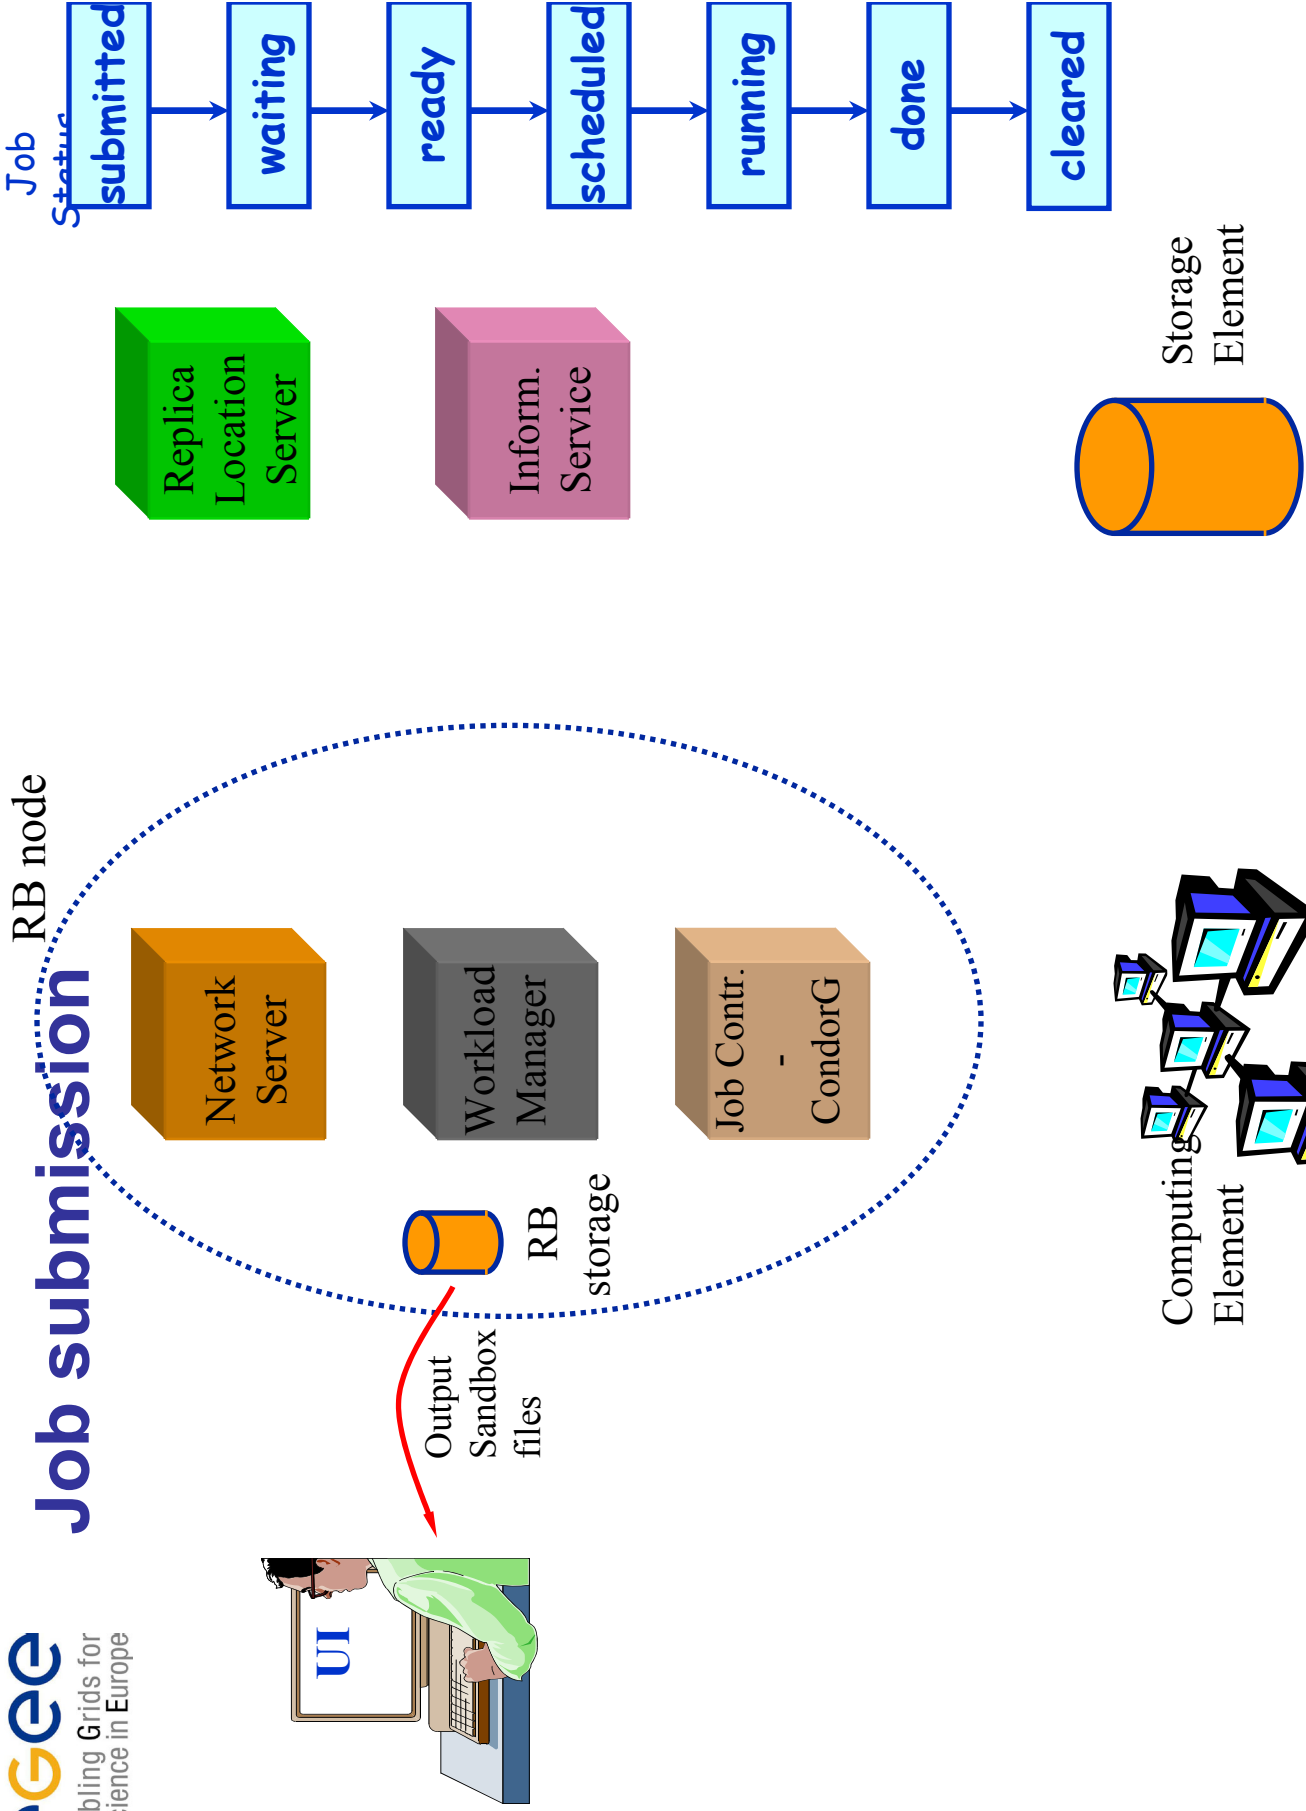 Job submission
RB node
Job
Status
submitted
waiting
ready
scheduled
running
done
cleared
Replica
Location
Server
Inform.
Service
Network
Server
Workload
Manager
Job Contr.
-
CondorG
RB
storage
Output
Sandbox
files
UI
Computing
Element
Storage
Element
Grids for
in Europe